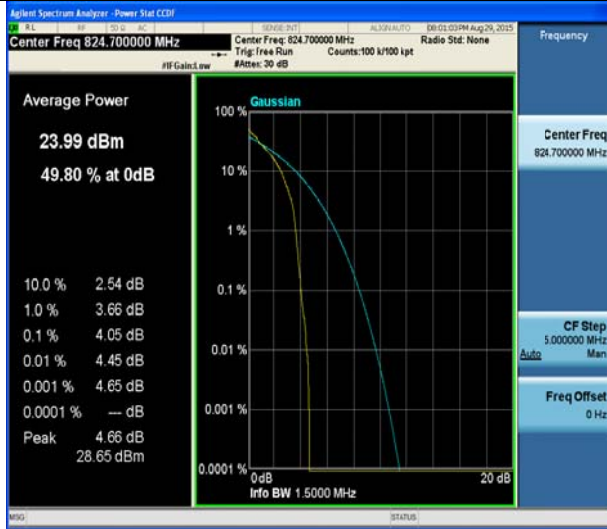 Agilent Spectrum Analyzer - Power Stat CCDF
RL RF 50 Ω AC SENSE:INT ALIGN AUTO 08:01:03 PM Aug 29, 2015
Center Freq 824.700000 MHz
Center Freq: 824.700000 MHz Radio Std: None
Trig: Free Run Counts:100 k/100 kpt
#IFGain:Low #Atten: 30 dB
Frequency
Average Power
23.99 dBm
49.80 % at 0dB
10.0 % 2.54 dB
1.0 % 3.66 dB
0.1 % 4.05 dB
0.01 % 4.45 dB
0.001 % 4.65 dB
0.0001 % --- dB
Peak 4.66 dB
28.65 dBm
Gaussian
100 %
10 %
1 %
0.1 %
0.01 %
0.001 %
0.0001 %
0dB 20 dB
Info BW 1.5000 MHz
Center Freq
824.700000 MHz
CF Step
5.000000 MHz
Auto Man
Freq Offset
0 Hz
MSG STATUS